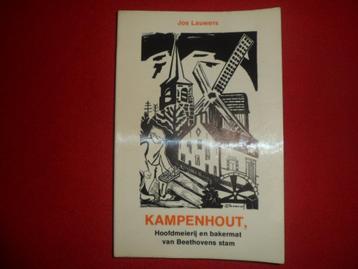 Jos Lauwers
KAMPENHOUT,
Hoofdmeierij en bakermat
van Beethovens stam